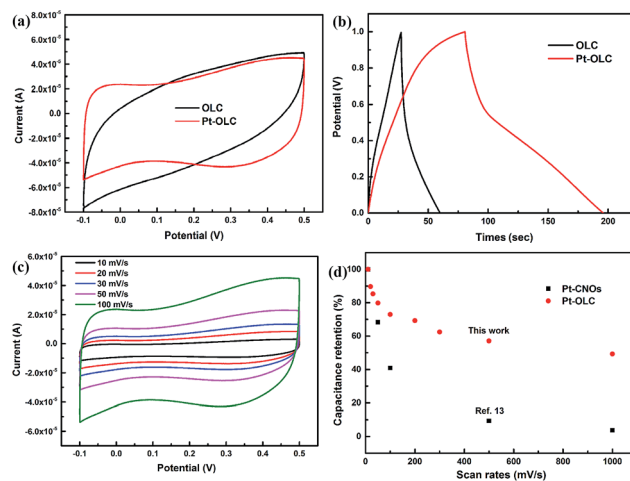 (a)
8.0x10⁻⁵
6.0x10⁻⁵
4.0x10⁻⁵
2.0x10⁻⁵
0.0
-2.0x10⁻⁵
-4.0x10⁻⁵
-6.0x10⁻⁵
-8.0x10⁻⁵
Current (A)
OLC
Pt-OLC
-0.1 0.0 0.1 0.2 0.3 0.4 0.5
Potential (V)
(b)
1.0
0.8
0.6
0.4
0.2
0.0
Potential (V)
OLC
Pt-OLC
0 50 100 150 200
Times (sec)
(c)
6.0x10⁻⁵
4.0x10⁻⁵
2.0x10⁻⁵
0.0
-2.0x10⁻⁵
-4.0x10⁻⁵
-6.0x10⁻⁵
Current (A)
10 mV/s
20 mV/s
30 mV/s
50 mV/s
100 mV/s
-0.1 0.0 0.1 0.2 0.3 0.4 0.5
Potential (V)
(d)
100
80
60
40
20
0
Capacitance retention (%)
Pt-CNOs
Pt-OLC
This work
Ref. 13
0 200 400 600 800 1000
Scan rates (mV/s)